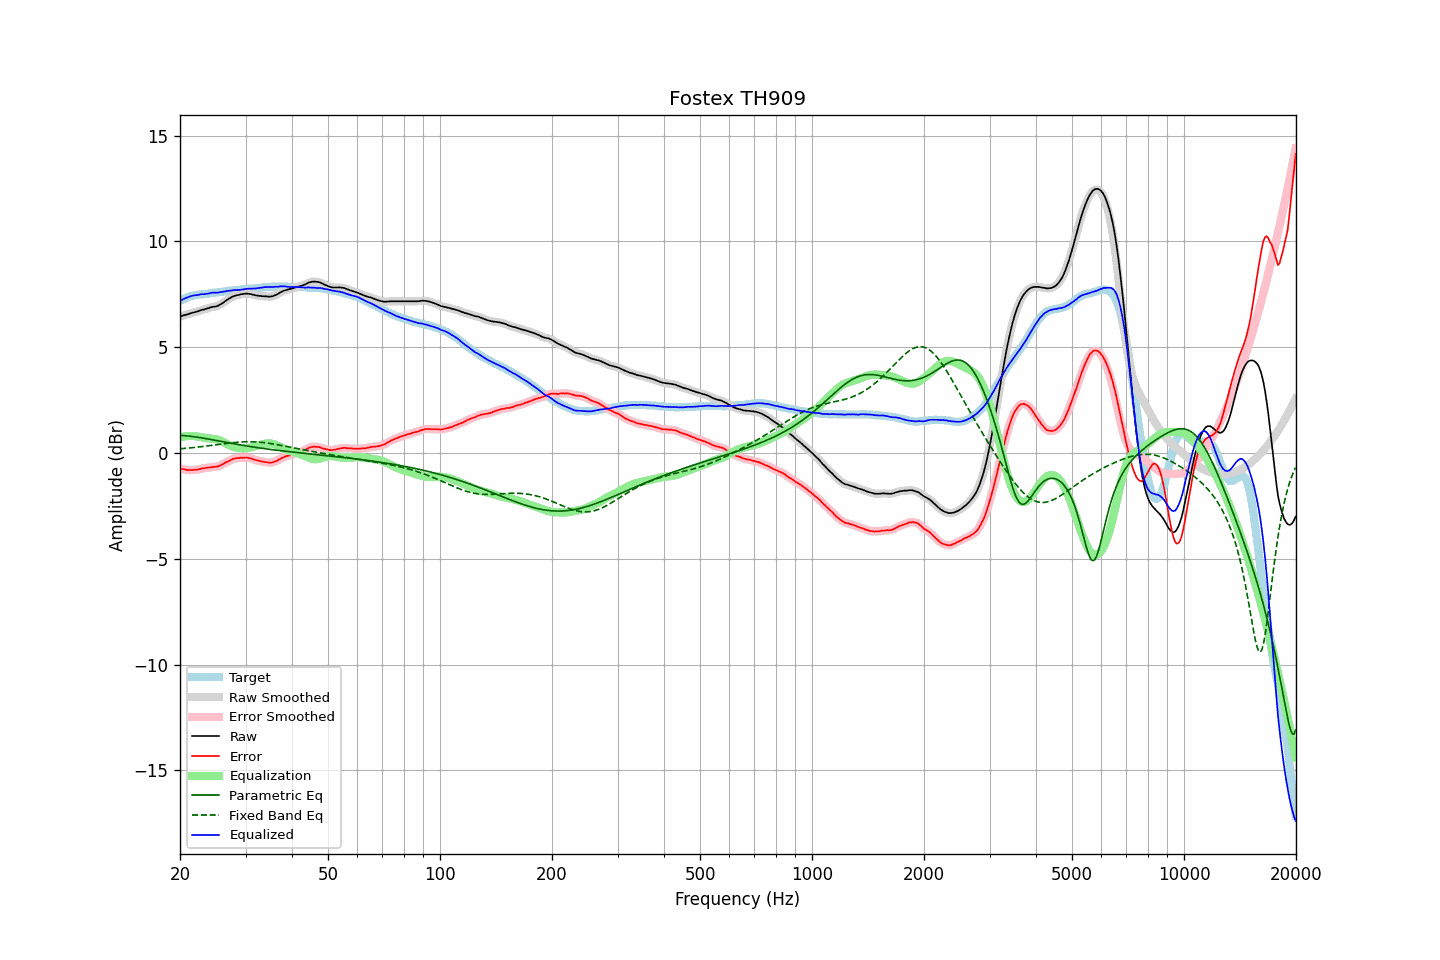 Fostex TH909
15
10
5
0
−5
−10
−15
Amplitude (dBr)
Target
Raw Smoothed
Error Smoothed
Raw
Error
Equalization
Parametric Eq
Fixed Band Eq
Equalized
20 50 100 200 500 1000 2000 5000 10000 20000
Frequency (Hz)